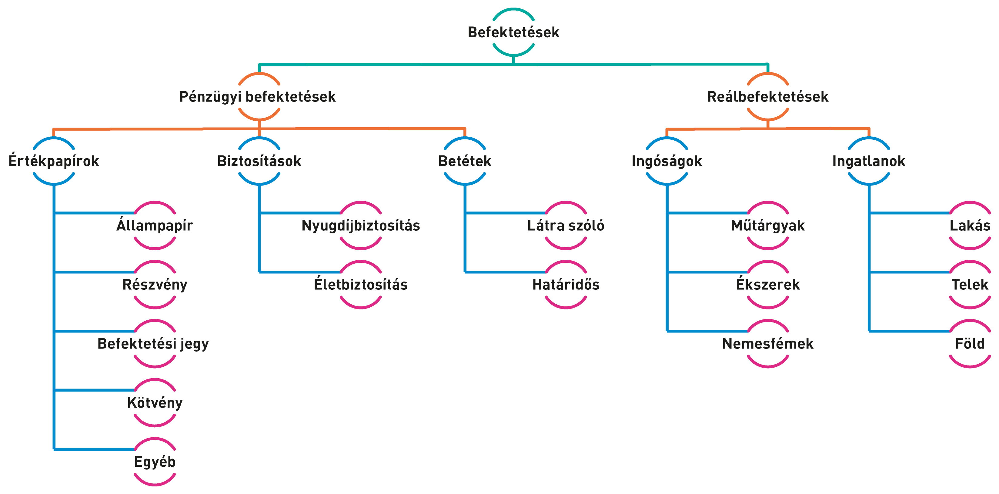 Befektetések
Pénzügyi befektetések
Reálbefektetések
Értékpapírok
Biztosítások
Betétek
Ingóságok
Ingatlanok
Állampapír
Nyugdíjbiztosítás
Látra szóló
Műtárgyak
Lakás
Részvény
Életbiztosítás
Határidős
Ékszerek
Telek
Befektetési jegy
Nemesfémek
Föld
Kötvény
Egyéb